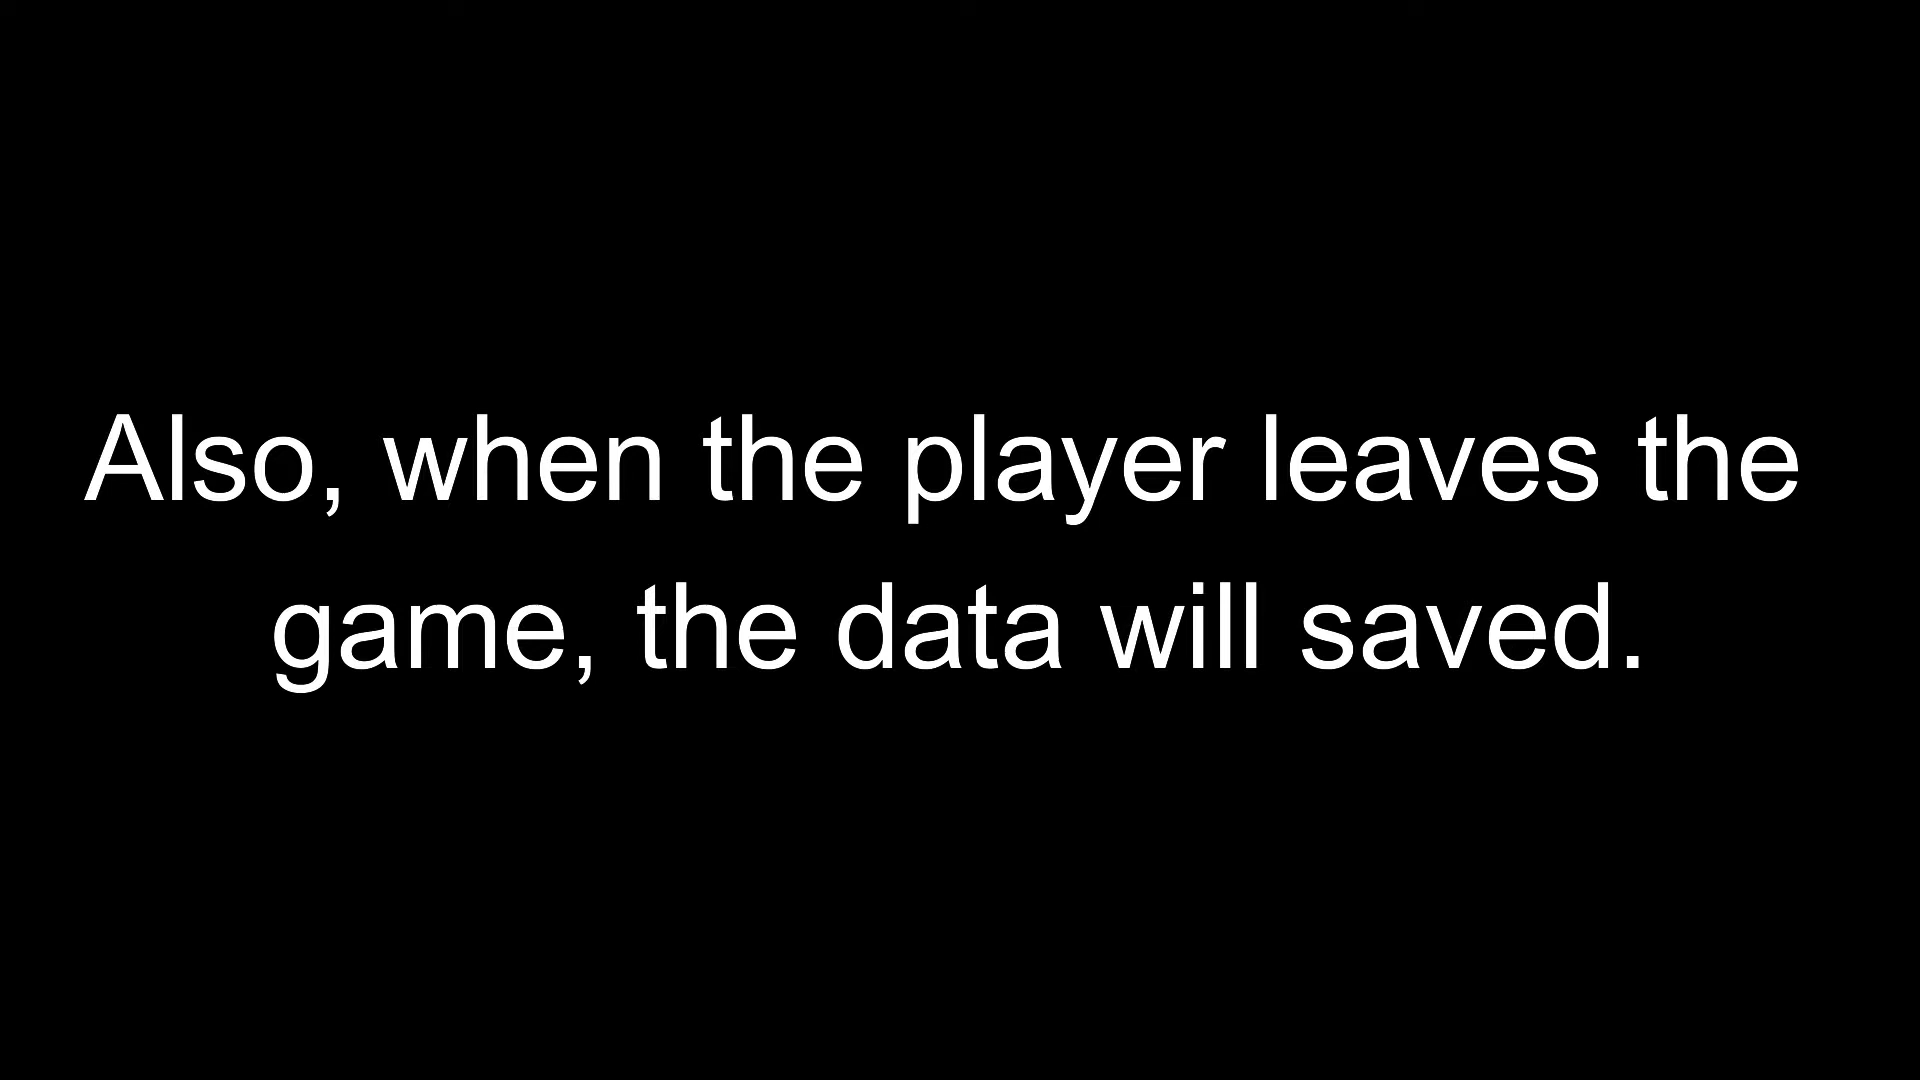 Also, when the player leaves the
game, the data will saved.